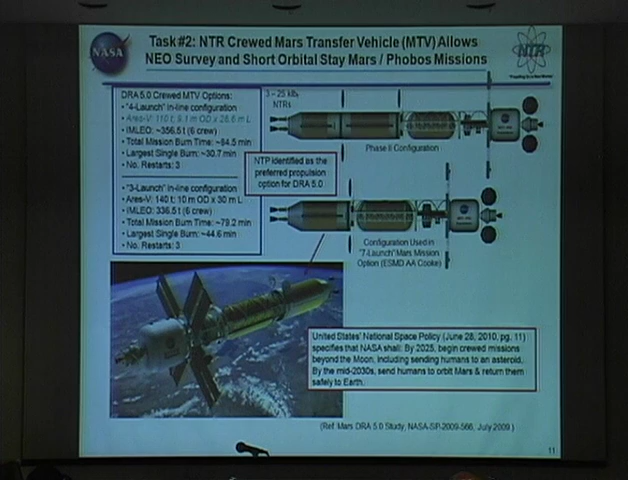 NASA
Task#2: NTR Crewed Mars Transfer Vehicle (MTV) Allows
NEO Survey and Short Orbital Stay Mars / Phobos Missions
NTR
DRA 5.0 Crewed MTV Options:
• "4-Launch" in-line configuration
• Ares-V: 110 t; 9.1 m OD x 26.6 m L
• IMLEO: ~356.5 t (6 crew)
• Total Mission Burn Time: ~84.5 min
• Largest Single Burn: ~30.7 min
• No. Restarts: 3
• "3-Launch" in-line configuration
• Ares-V: 140 t; 10 m OD x 30 m L
• IMLEO: 336.5 t (6 crew)
• Total Mission Burn Time: ~79.2 min
• Largest Single Burn: ~44.6 min
• No. Restarts: 3
3 – 25 klbf
NTRs
Phase II Configuration
NTP identified as the
preferred propulsion
option for DRA 5.0
Configuration Used in
"7-Launch" Mars Mission
Option (ESMD AA Cooke)
United States' National Space Policy (June 28, 2010, pg. 11)
specifies that NASA shall: By 2025, begin crewed missions
beyond the Moon, including sending humans to an asteroid.
By the mid-2030s, send humans to orbit Mars & return them
safely to Earth.
(Ref: Mars DRA 5.0 Study, NASA-SP-2009-566, July 2009)
11